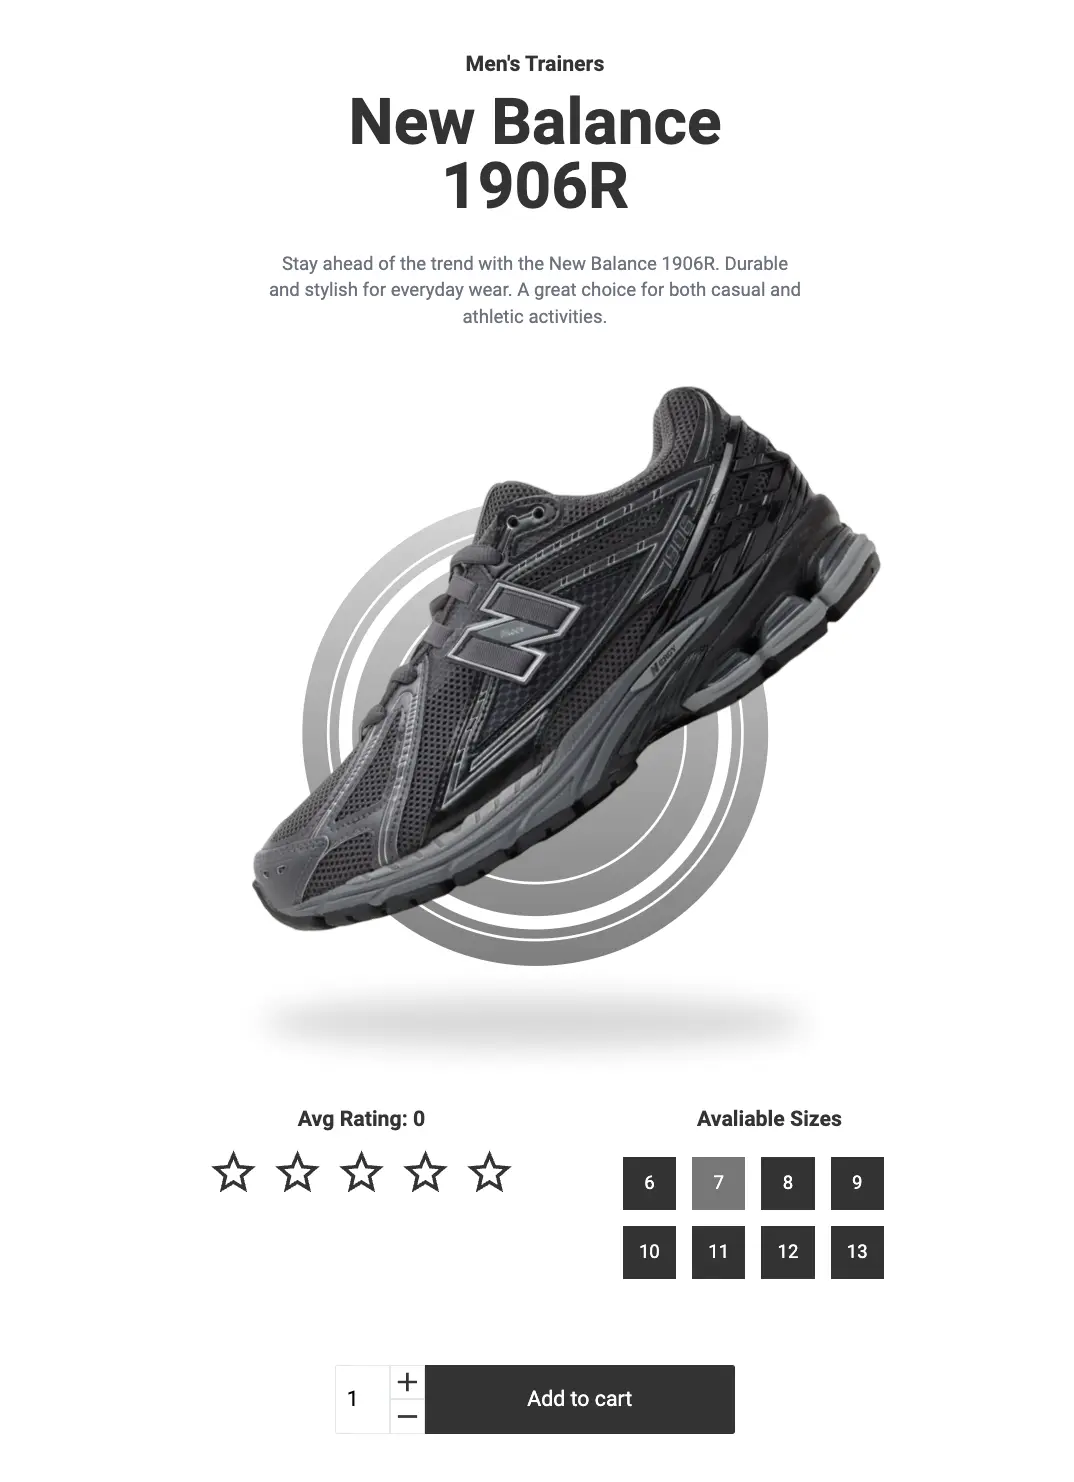 Men's Trainers
New Balance
1906R
Stay ahead of the trend with the New Balance 1906R. Durable
and stylish for everyday wear. A great choice for both casual and
athletic activities.
1906R
N
N ERGY
Avg Rating: 0
Avaliable Sizes
6 7 8 9
10 11 12 13
1
+
−
Add to cart